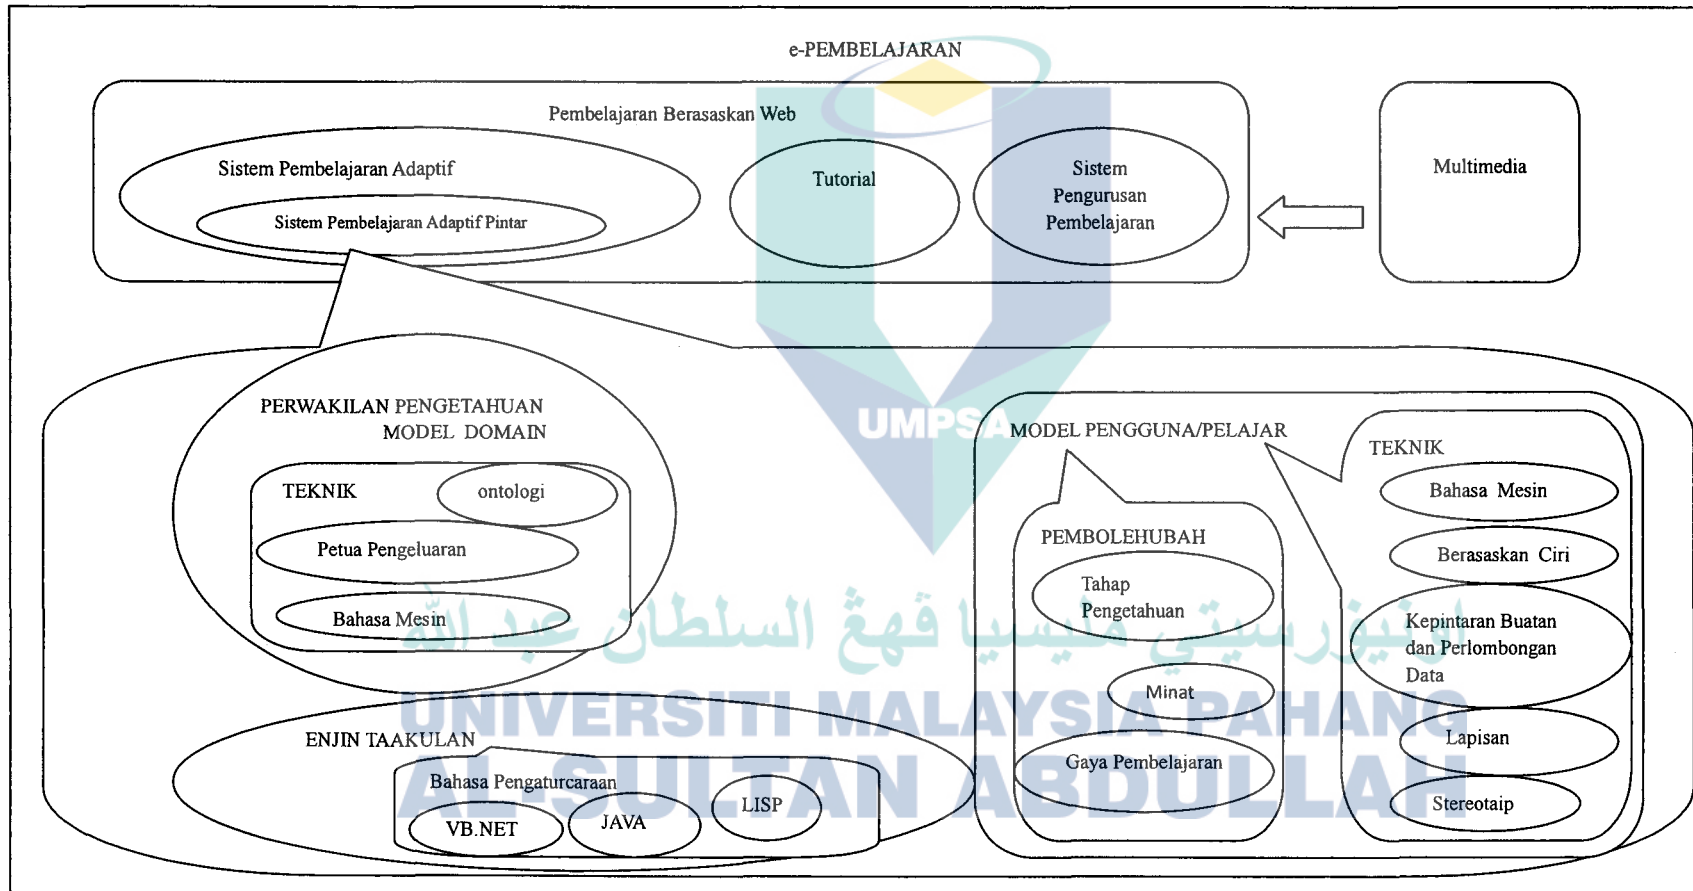 e-PEMBELAJARAN
Pembelajaran Berasaskan Web
Sistem Pembelajaran Adaptif
Sistem Pembelajaran Adaptif Pintar
Tutorial
Sistem
Pengurusan
Pembelajaran
Multimedia
PERWAKILAN PENGETAHUAN
MODEL DOMAIN
TEKNIK
ontologi
Petua Pengeluaran
Bahasa Mesin
ENJIN TAAKULAN
Bahasa Pengaturcaraan
VB.NET
JAVA
LISP
MODEL PENGGUNA/PELAJAR
PEMBOLEHUBAH
Tahap
Pengetahuan
Minat
Gaya Pembelajaran
TEKNIK
Bahasa Mesin
Berasaskan Ciri
Kepintaran Buatan
dan Perlombongan
Data
Lapisan
Stereotaip
UMPSA
اونيۏرسيتي مليسيا ڤهڠ السلطان عبد الله
UNIVERSITI MALAYSIA PAHANG
AL-SULTAN ABDULLAH